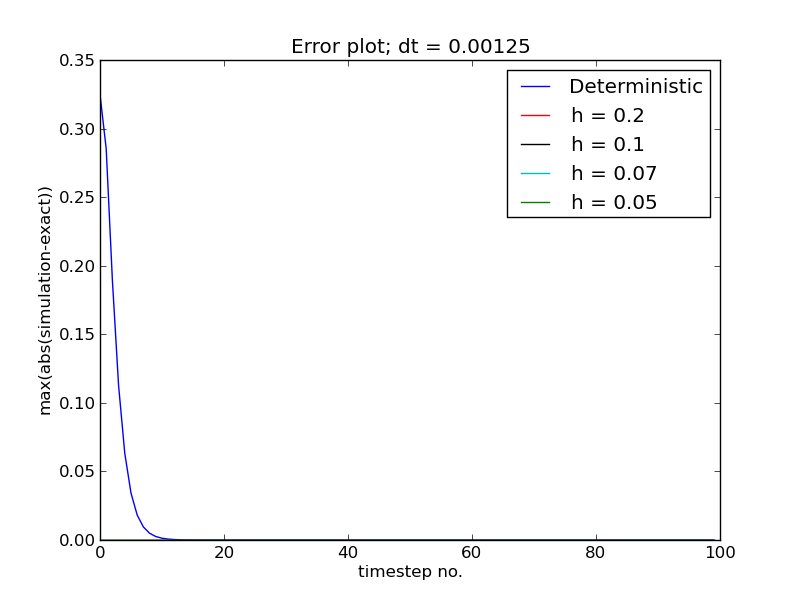 Error plot; dt = 0.00125
0.35
0.30
0.25
0.20
0.15
0.10
0.05
0.00
max(abs(simulation-exact))
Deterministic
h = 0.2
h = 0.1
h = 0.07
h = 0.05
0 20 40 60 80 100
timestep no.